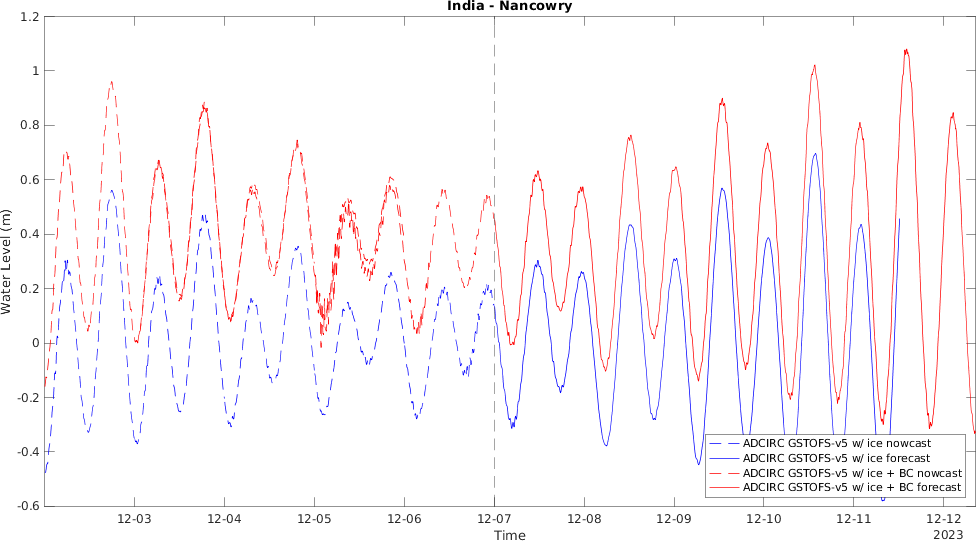 India - Nancowry
Water Level (m)
1.2
1
0.8
0.6
0.4
0.2
0
-0.2
-0.4
-0.6
ADCIRC GSTOFS-v5 w/ ice nowcast
ADCIRC GSTOFS-v5 w/ ice forecast
ADCIRC GSTOFS-v5 w/ ice + BC nowcast
ADCIRC GSTOFS-v5 w/ ice + BC forecast
12-03 12-04 12-05 12-06 12-07 12-08 12-09 12-10 12-11 12-12
Time
2023